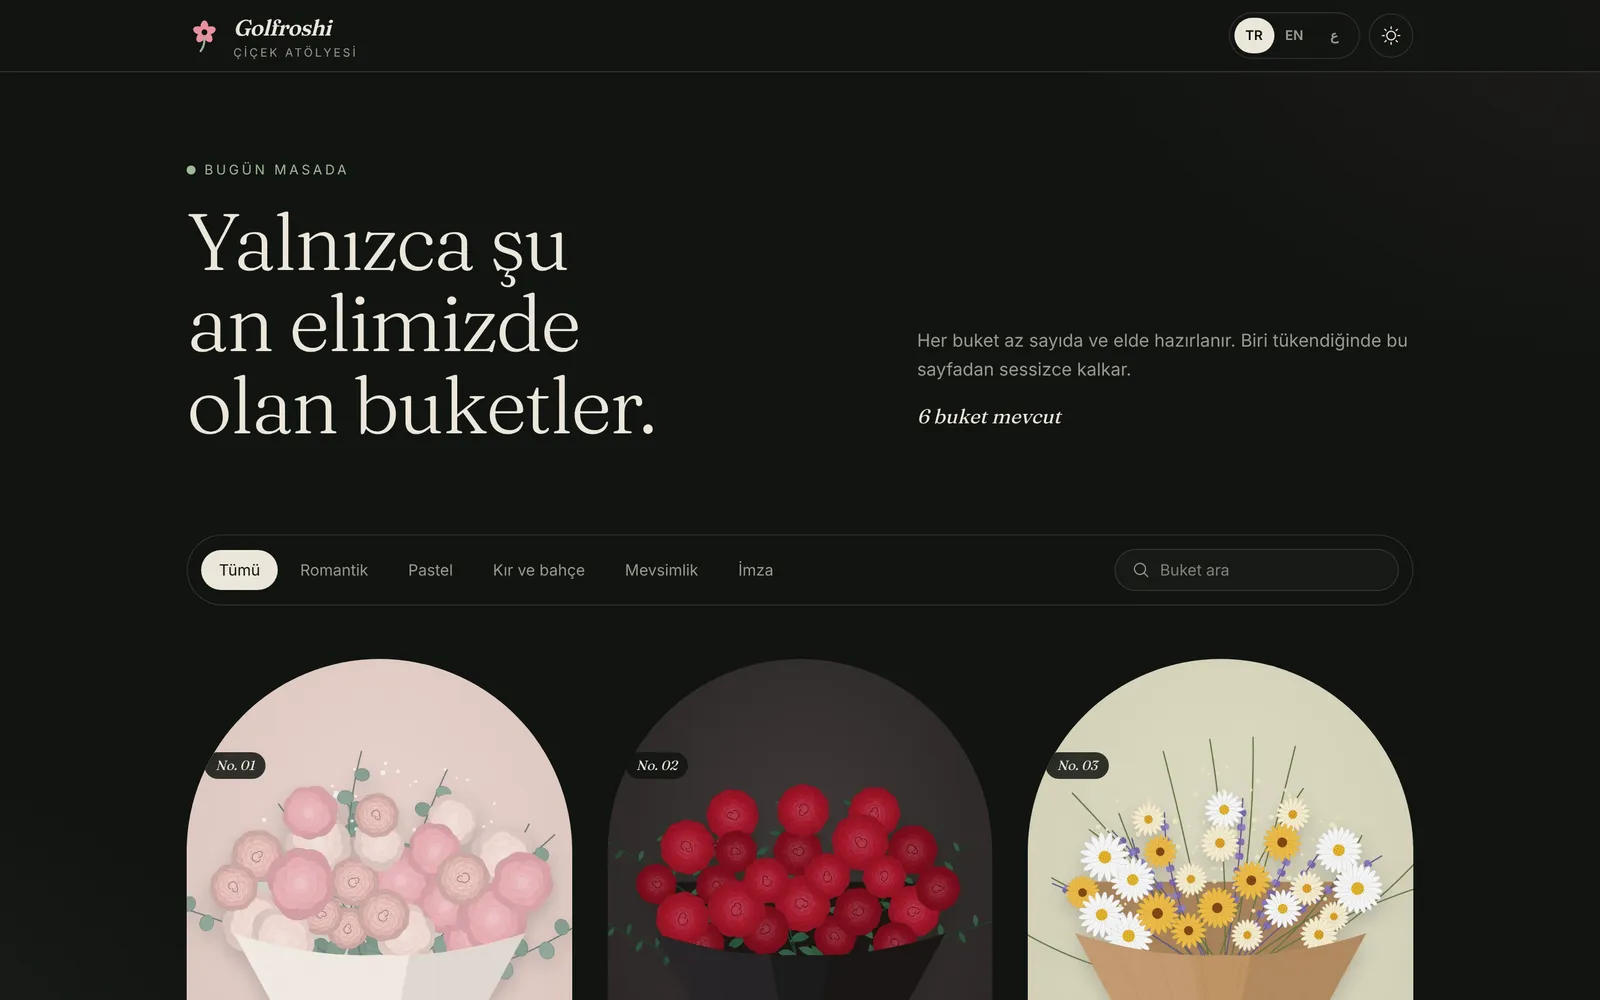 Golfroshi
ÇİÇEK ATÖLYESİ
TR EN ع
BUGÜN MASADA
Yalnızca şu
an elimizde
olan buketler.
Her buket az sayıda ve elde hazırlanır. Biri tükendiğinde bu
sayfadan sessizce kalkar.
6 buket mevcut
Tümü Romantik Pastel Kır ve bahçe Mevsimlik İmza Buket ara
No. 01 No. 02 No. 03